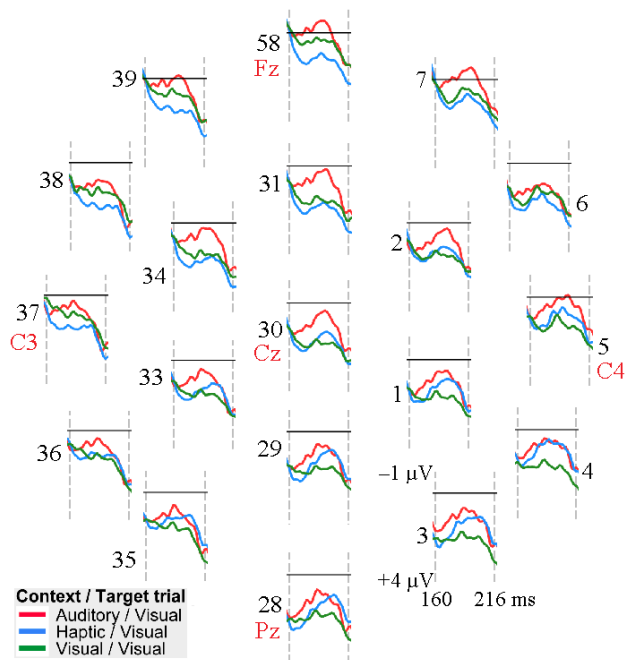 58
Fz
39
7
38
31
6
34
2
37
C3
30
Cz
5
C4
33
1
36
29
−1 μV
4
35
3
+4 μV
28
Pz
160 216 ms
Context / Target trial
Auditory / Visual
Haptic / Visual
Visual / Visual